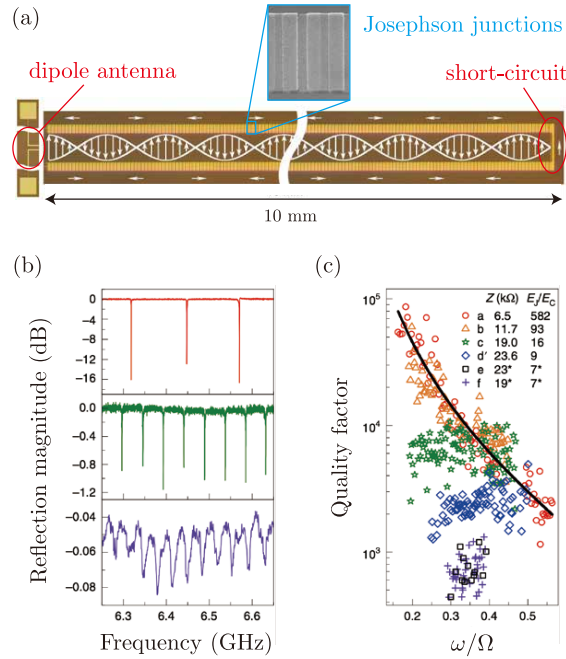 (a)
Josephson junctions
dipole antenna
short-circuit
10 mm
(b)
Reflection magnitude (dB)
0
−4
−8
−12
−16
0.0
−0.4
−0.8
−1.2
−0.04
−0.06
−0.08
6.3
6.4
6.5
6.6
Frequency (GHz)
(c)
Quality factor
10⁵
10⁴
10³
Z (kΩ) E_J/E_C
a 6.5 582
b 11.7 93
c 19.0 16
d' 23.6 9
e 23* 7*
f 19* 7*
0.2
0.3
0.4
0.5
ω/Ω